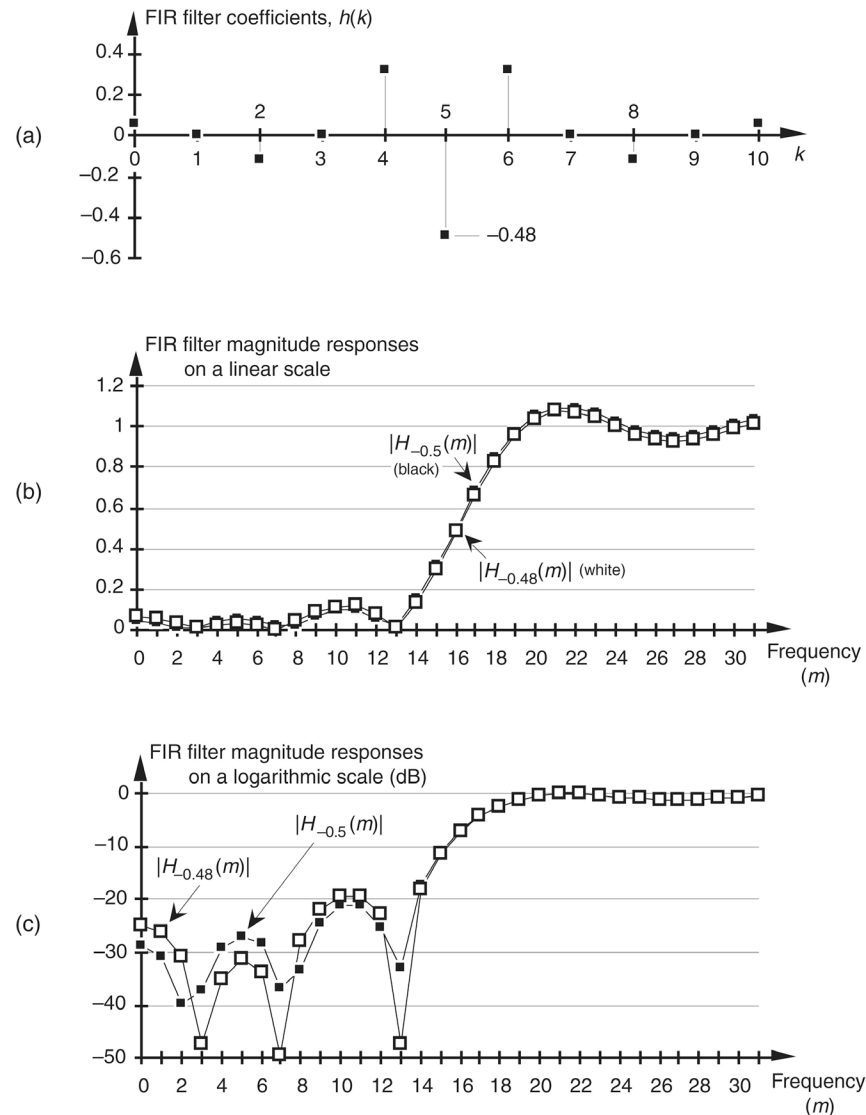 FIR filter coefficients, h(k)
0.4
0.2
0
−0.2
−0.4
−0.6
2
5
8
0 1 3 4 6 7 9 10 k
−0.48
(a)
FIR filter magnitude responses
on a linear scale
1.2
1
0.8
0.6
0.4
0.2
0
|H−0.5(m)|
(black)
|H−0.48(m)| (white)
(b)
0 2 4 6 8 10 12 14 16 18 20 22 24 26 28 30
Frequency
(m)
FIR filter magnitude responses
on a logarithmic scale (dB)
0
−10
−20
−30
−40
−50
|H−0.5(m)|
|H−0.48(m)|
(c)
0 2 4 6 8 10 12 14 16 18 20 22 24 26 28 30
Frequency
(m)